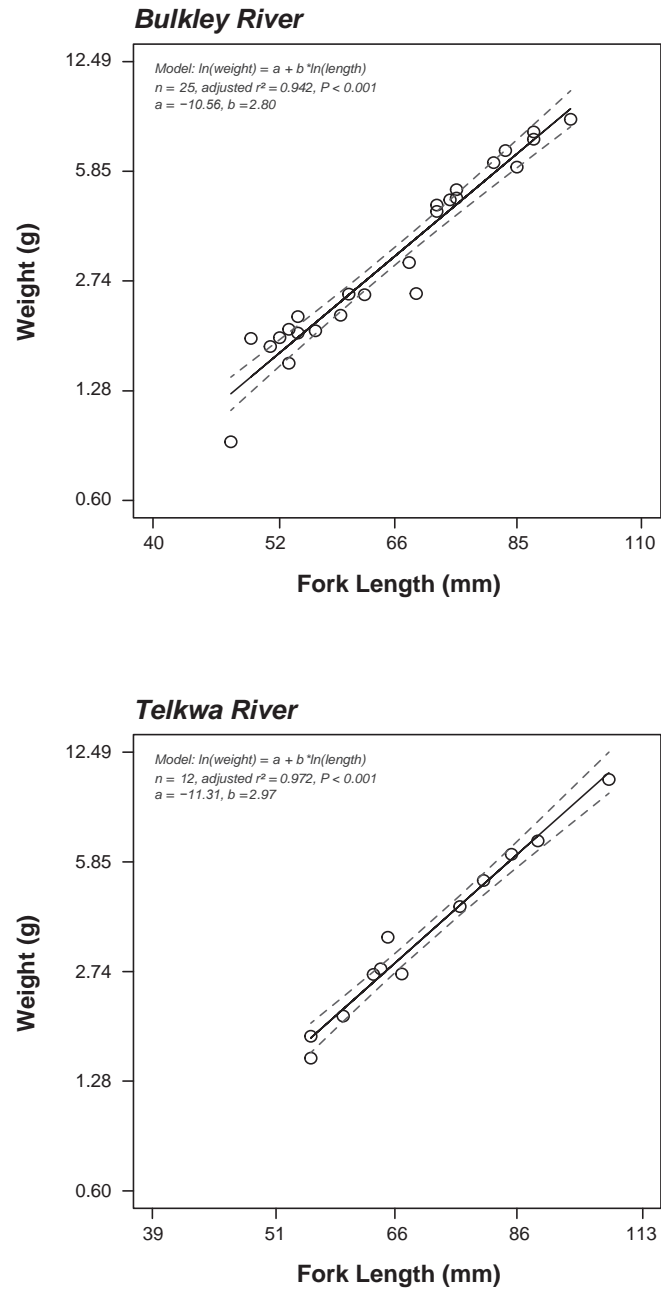 Bulkley River
12.49
Model: ln(weight) = a + b*ln(length)
n = 25, adjusted r² = 0.942, P < 0.001
a = −10.56, b = 2.80
5.85
2.74
1.28
0.60
Weight (g)
40 52 66 85 110
Fork Length (mm)
Telkwa River
12.49
Model: ln(weight) = a + b*ln(length)
n = 12, adjusted r² = 0.972, P < 0.001
a = −11.31, b = 2.97
5.85
2.74
1.28
0.60
Weight (g)
39 51 66 86 113
Fork Length (mm)